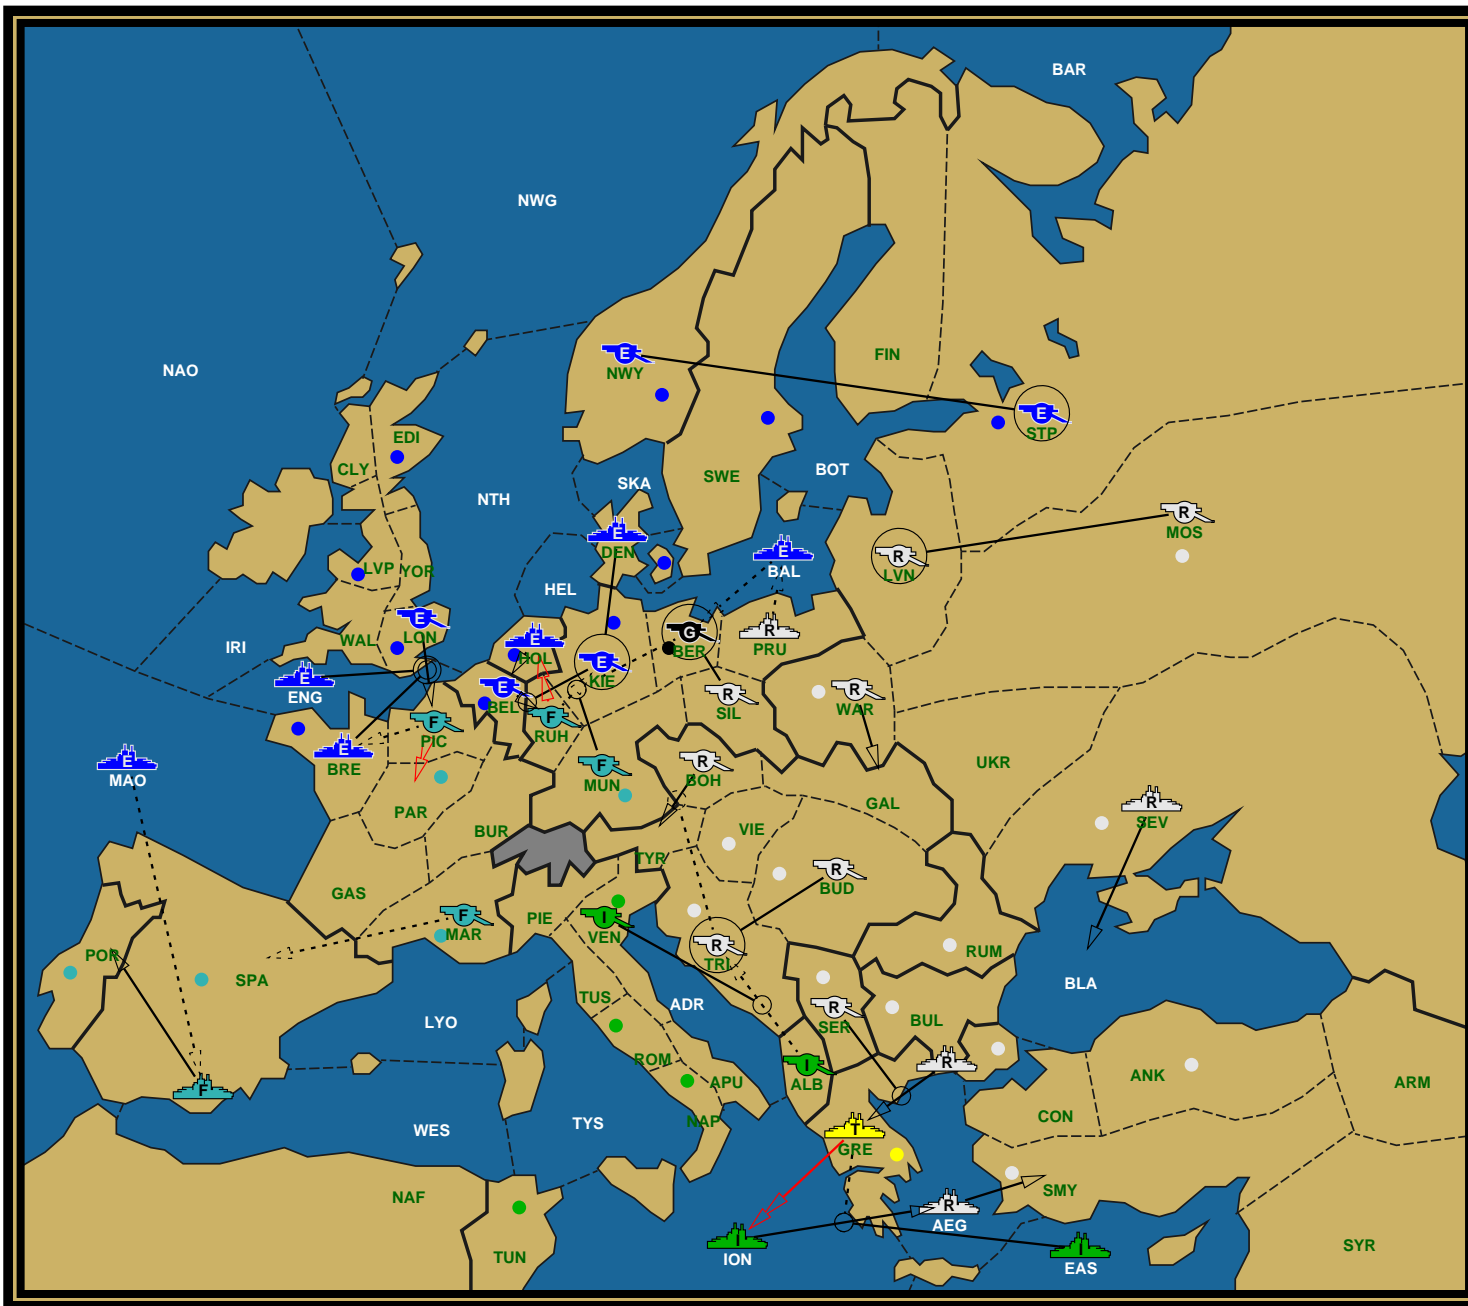 BAR
NWG
E
NWY
FIN
NAO
E
STP
EDI
CLY
SWE
BOT
SKA
NTH
R
MOS
E
DEN
E
BAL
R
LVN
LVP
YOR
HEL
E
LON
WAL
IRI
E
HOL
G
BER
R
PRU
E
KIE
E
ENG
E
BEL
R
SIL
R
WAR
F
PIC
F
RUH
E
BRE
E
MAO
F
MUN
R
BOH
UKR
R
SEV
PAR
GAL
BUR
VIE
TYR
R
BUD
GAS
F
MAR
PIE
I
VEN
R
TRI
POR
SPA
RUM
BLA
TUS
ADR
R
SER
BUL
LYO
ROM
I
ALB
R
APU
ANK
ARM
F
CON
NAP
TYS
WES
T
GRE
NAF
SMY
R
AEG
I
ION
I
EAS
SYR
TUN